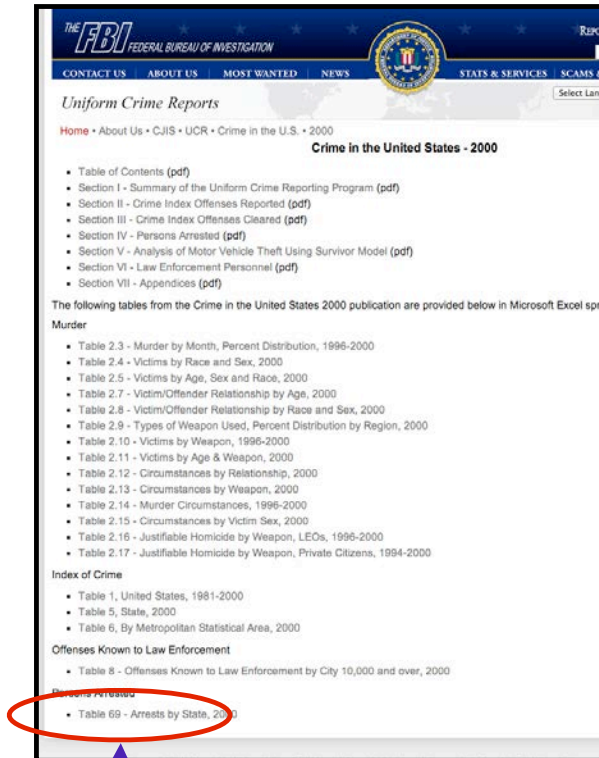 THE FBI FEDERAL BUREAU OF INVESTIGATION
CONTACT US ABOUT US MOST WANTED NEWS STATS & SERVICES SCAMS &
Uniform Crime Reports
Home • About Us • CJIS • UCR • Crime in the U.S. • 2000
Crime in the United States - 2000
• Table of Contents (pdf)
• Section I - Summary of the Uniform Crime Reporting Program (pdf)
• Section II - Crime Index Offenses Reported (pdf)
• Section III - Crime Index Offenses Cleared (pdf)
• Section IV - Persons Arrested (pdf)
• Section V - Analysis of Motor Vehicle Theft Using Survivor Model (pdf)
• Section VI - Law Enforcement Personnel (pdf)
• Section VII - Appendices (pdf)
The following tables from the Crime in the United States 2000 publication are provided below in Microsoft Excel
Murder
• Table 2.3 - Murder by Month, Percent Distribution, 1996-2000
• Table 2.4 - Victims by Race and Sex, 2000
• Table 2.5 - Victims by Age, Sex and Race, 2000
• Table 2.7 - Victim/Offender Relationship by Age, 2000
• Table 2.8 - Victim/Offender Relationship by Race and Sex, 2000
• Table 2.9 - Types of Weapon Used, Percent Distribution by Region, 2000
• Table 2.10 - Victims by Weapon, 1996-2000
• Table 2.11 - Victims by Age & Weapon, 2000
• Table 2.12 - Circumstances by Relationship, 2000
• Table 2.13 - Circumstances by Weapon, 2000
• Table 2.14 - Murder Circumstances, 1996-2000
• Table 2.15 - Circumstances by Victim Sex, 2000
• Table 2.16 - Justifiable Homicide by Weapon, LEOs, 1996-2000
• Table 2.17 - Justifiable Homicide by Weapon, Private Citizens, 1994-2000
Index of Crime
• Table 1, United States, 1981-2000
• Table 5, State, 2000
• Table 6, By Metropolitan Statistical Area, 2000
Offenses Known to Law Enforcement
• Table 8 - Offenses Known to Law Enforcement by City 10,000 and over, 2000
Persons Arrested
• Table 69 - Arrests by State, 2000